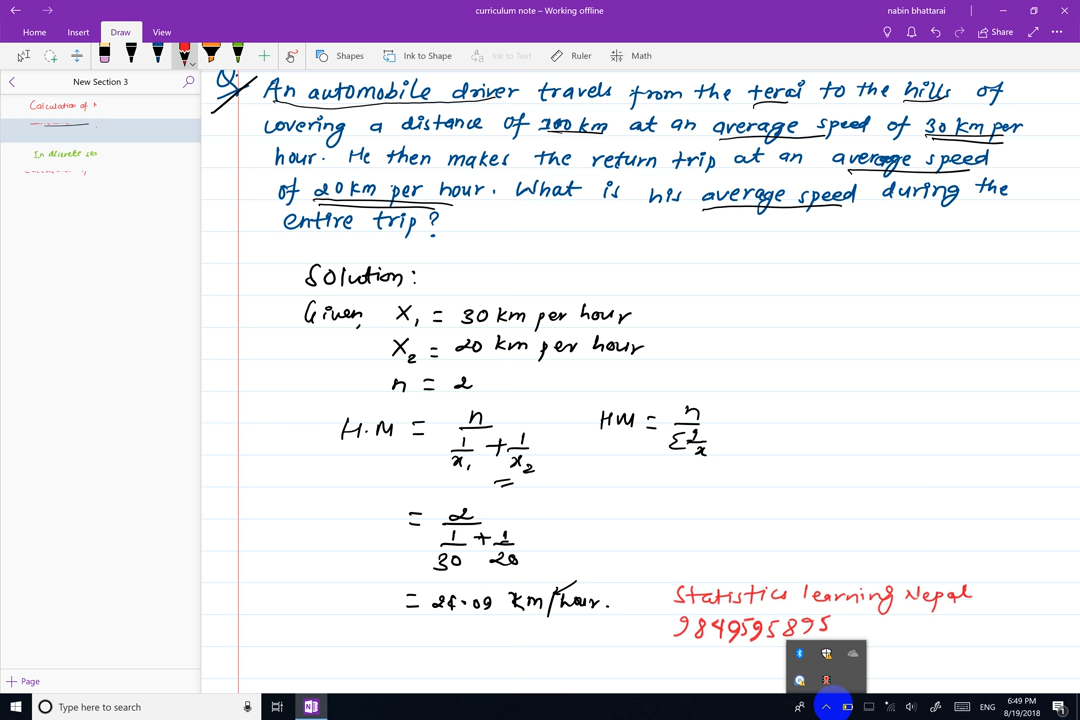 curriculum note – Working offline
nabin bhattarai
Home Insert Draw View
Share
Shapes Ink to Shape Ink to Text Ruler Math
New Section 3
Calculation of
In discrete se
Q. An automobile driver travels from the terai to the hills of
covering a distance of 100 km at an average speed of 30 km per
hour. He then makes the return trip at an average speed
of 20 km per hour. What is his average speed during the
entire trip?
Solution:
Given, X₁ = 30 km per hour
X₂ = 20 km per hour
n = 2
H.M = n / (1/x₁ + 1/x₂) HM = n / Σ1/x
=
= 2 / (1/30 + 1/20)
= 24.09 Km/hour.
Statistics learning Nepal
9849595895
+ Page
Type here to search
ENG
6:49 PM
8/19/2018
1